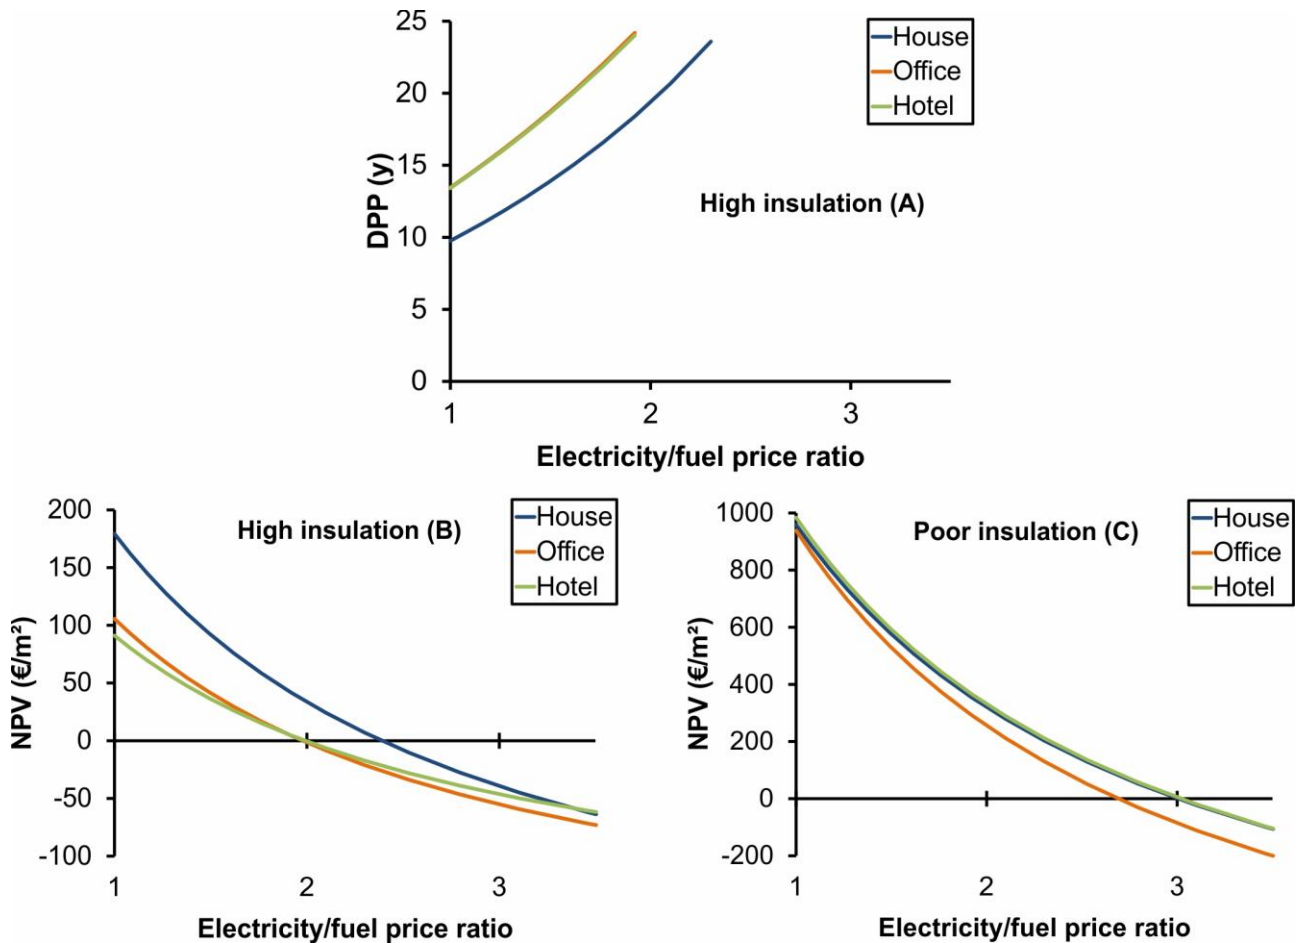 25
20
15
10
5
0
DPP (y)
1
2
3
Electricity/fuel price ratio
High insulation (A)
House
Office
Hotel
200
150
100
50
0
-50
-100
NPV (€/m²)
1
2
3
Electricity/fuel price ratio
High insulation (B)
House
Office
Hotel
1000
800
600
400
200
0
-200
NPV (€/m²)
1
2
3
Electricity/fuel price ratio
Poor insulation (C)
House
Office
Hotel